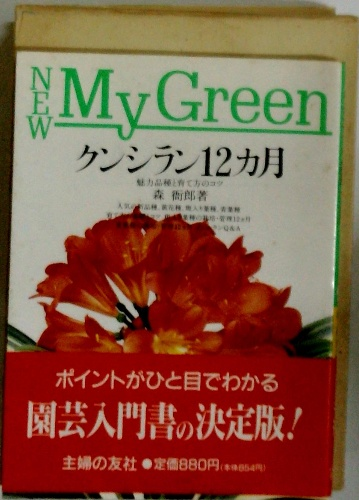 NEW My Green
クンシラン12カ月
魅力品種と育て方のコツ
森 衙郎著
ポイントがひと目でわかる
園芸入門書の決定版!
主婦の友社 ●定価880円(本体854円)